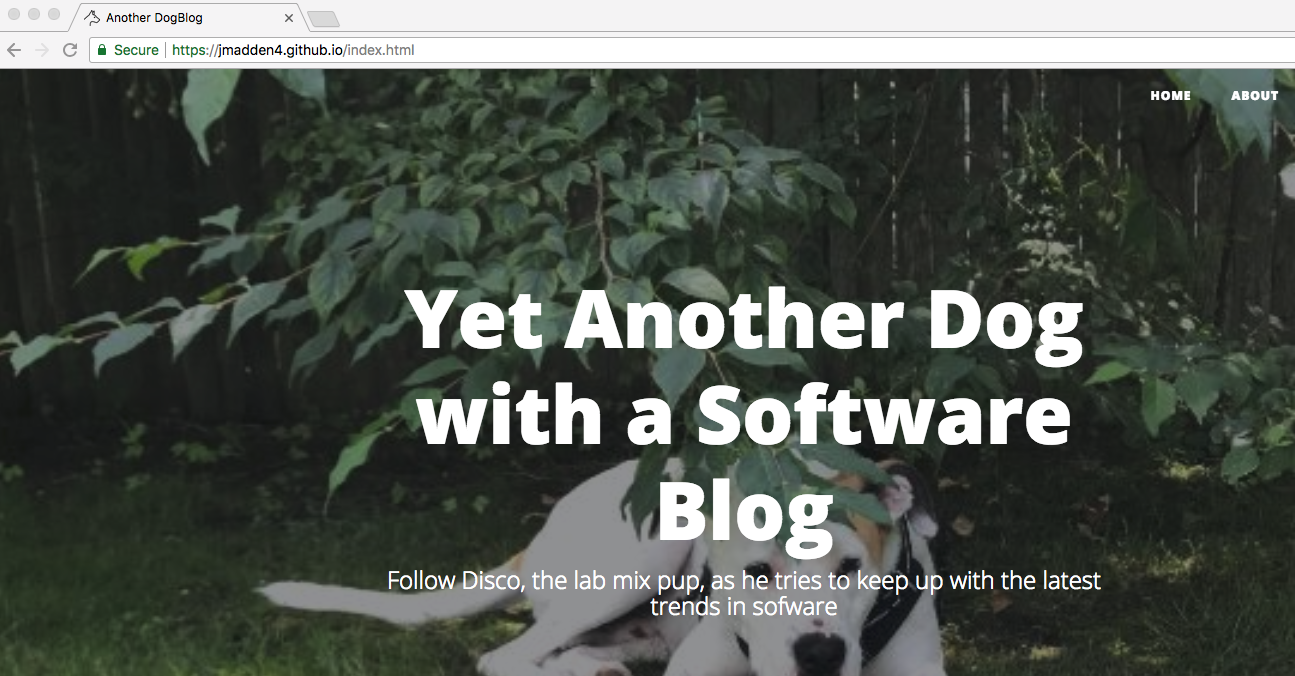 Another DogBlog
Secure https://jmadden4.github.io/index.html
HOME ABOUT
Yet Another Dog
with a Software
Blog
Follow Disco, the lab mix pup, as he tries to keep up with the latest
trends in sofware